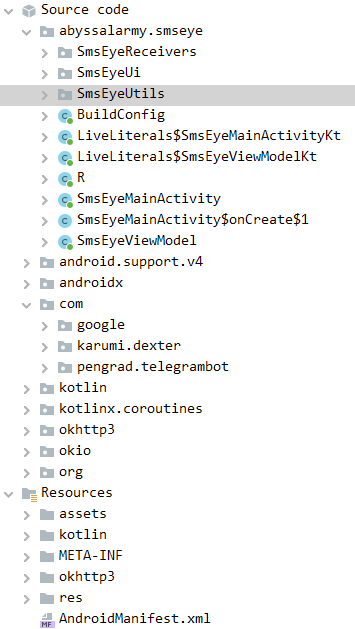 Source code
abyssalarmy.smseye
SmsEyeReceivers
SmsEyeUi
SmsEyeUtils
BuildConfig
LiveLiterals$SmsEyeMainActivityKt
LiveLiterals$SmsEyeViewModelKt
R
SmsEyeMainActivity
SmsEyeMainActivity$onCreate$1
SmsEyeViewModel
android.support.v4
androidx
com
google
karumi.dexter
pengrad.telegrambot
kotlin
kotlinx.coroutines
okhttp3
okio
org
Resources
assets
kotlin
META-INF
okhttp3
res
AndroidManifest.xml